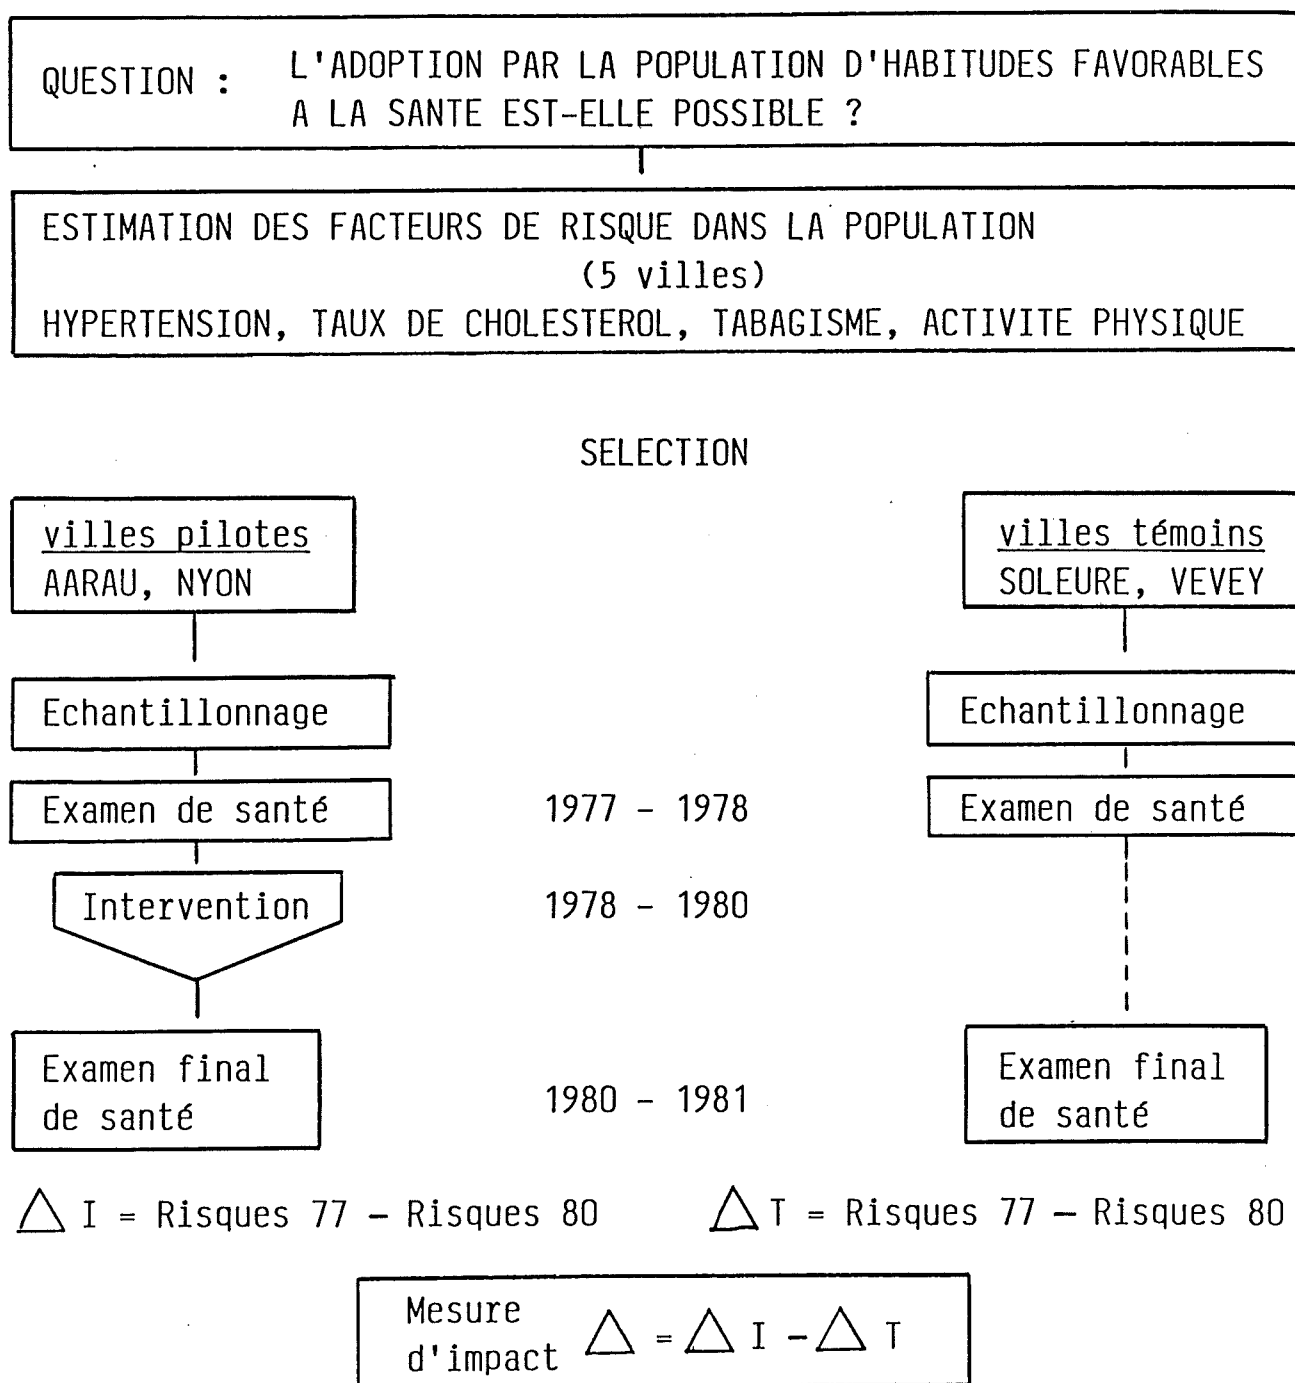 QUESTION : L'ADOPTION PAR LA POPULATION D'HABITUDES FAVORABLES
A LA SANTE EST-ELLE POSSIBLE ?
ESTIMATION DES FACTEURS DE RISQUE DANS LA POPULATION
(5 villes)
HYPERTENSION, TAUX DE CHOLESTEROL, TABAGISME, ACTIVITE PHYSIQUE
SELECTION
villes pilotes
AARAU, NYON
villes témoins
SOLEURE, VEVEY
Echantillonnage
Echantillonnage
Examen de santé
1977 - 1978
Examen de santé
Intervention
1978 - 1980
Examen final
de santé
1980 - 1981
Examen final
de santé
△ I = Risques 77 - Risques 80
△ T = Risques 77 - Risques 80
Mesure
d'impact △ = △ I - △ T